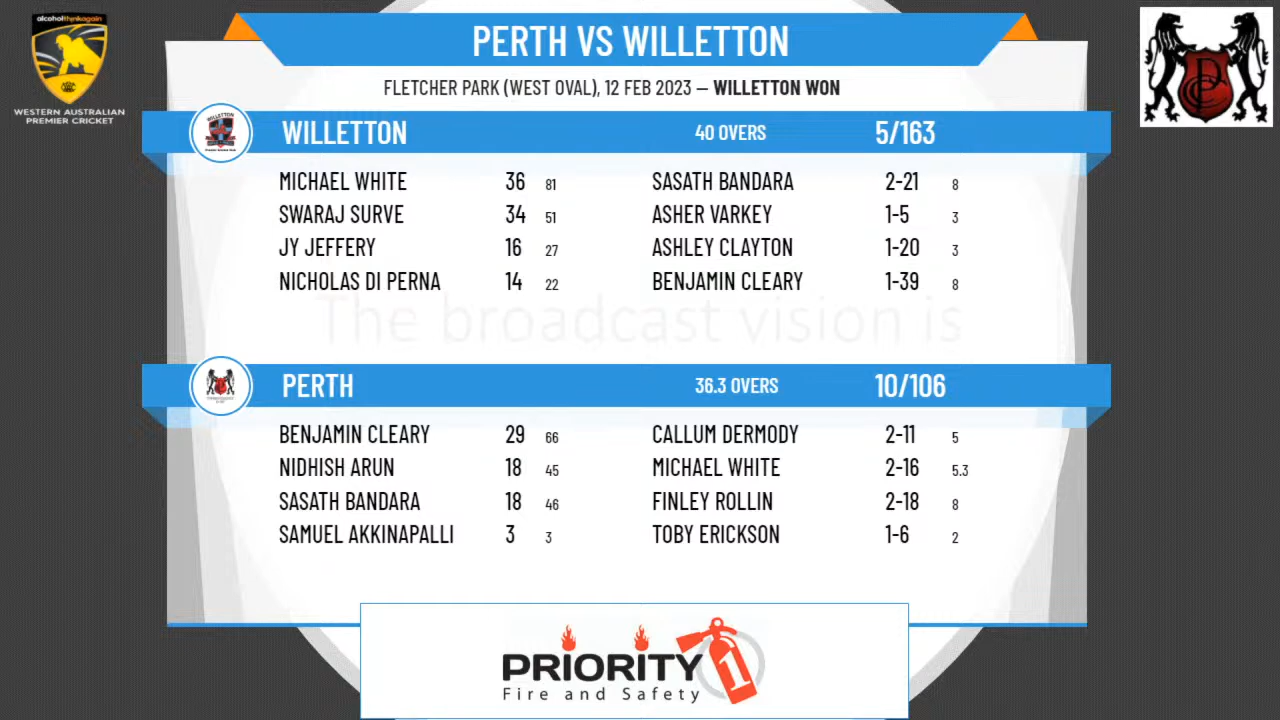 alcoholthinkagain
WESTERN AUSTRALIAN
PREMIER CRICKET
PERTH VS WILLETTON
FLETCHER PARK (WEST OVAL), 12 FEB 2023 – WILLETTON WON
WILLETTON 40 OVERS 5/163
MICHAEL WHITE 36 81 SASATH BANDARA 2-21 8
SWARAJ SURVE 34 51 ASHER VARKEY 1-5 3
JY JEFFERY 16 27 ASHLEY CLAYTON 1-20 3
NICHOLAS DI PERNA 14 22 BENJAMIN CLEARY 1-39 8
The broadcast vision is
PERTH 36.3 OVERS 10/106
BENJAMIN CLEARY 29 66 CALLUM DERMODY 2-11 5
NIDHISH ARUN 18 45 MICHAEL WHITE 2-16 5.3
SASATH BANDARA 18 46 FINLEY ROLLIN 2-18 8
SAMUEL AKKINAPALLI 3 3 TOBY ERICKSON 1-6 2
PRIORITY 1
Fire and Safety